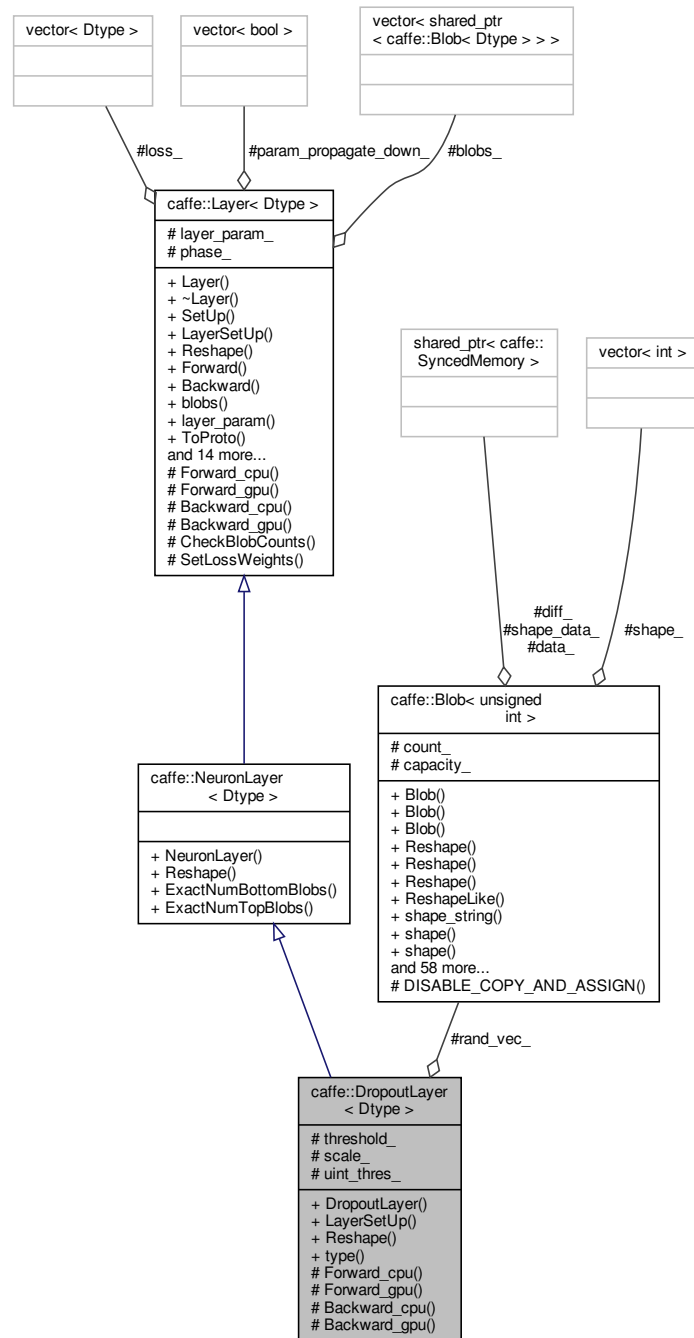 vector< Dtype >
vector< bool >
vector< shared_ptr
< caffe::Blob< Dtype > > >
#loss_
#param_propagate_down_
#blobs_
caffe::Layer< Dtype >
# layer_param_
# phase_
+ Layer()
+ ~Layer()
+ SetUp()
+ LayerSetUp()
+ Reshape()
+ Forward()
+ Backward()
+ blobs()
+ layer_param()
+ ToProto()
and 14 more...
# Forward_cpu()
# Forward_gpu()
# Backward_cpu()
# Backward_gpu()
# CheckBlobCounts()
# SetLossWeights()
shared_ptr< caffe::
SyncedMemory >
vector< int >
#diff_
#shape_data_
#data_
#shape_
caffe::Blob< unsigned
int >
# count_
# capacity_
+ Blob()
+ Blob()
+ Blob()
+ Reshape()
+ Reshape()
+ Reshape()
+ ReshapeLike()
+ shape_string()
+ shape()
+ shape()
and 58 more...
# DISABLE_COPY_AND_ASSIGN()
caffe::NeuronLayer
< Dtype >
+ NeuronLayer()
+ Reshape()
+ ExactNumBottomBlobs()
+ ExactNumTopBlobs()
#rand_vec_
caffe::DropoutLayer
< Dtype >
# threshold_
# scale_
# uint_thres_
+ DropoutLayer()
+ LayerSetUp()
+ Reshape()
+ type()
# Forward_cpu()
# Forward_gpu()
# Backward_cpu()
# Backward_gpu()